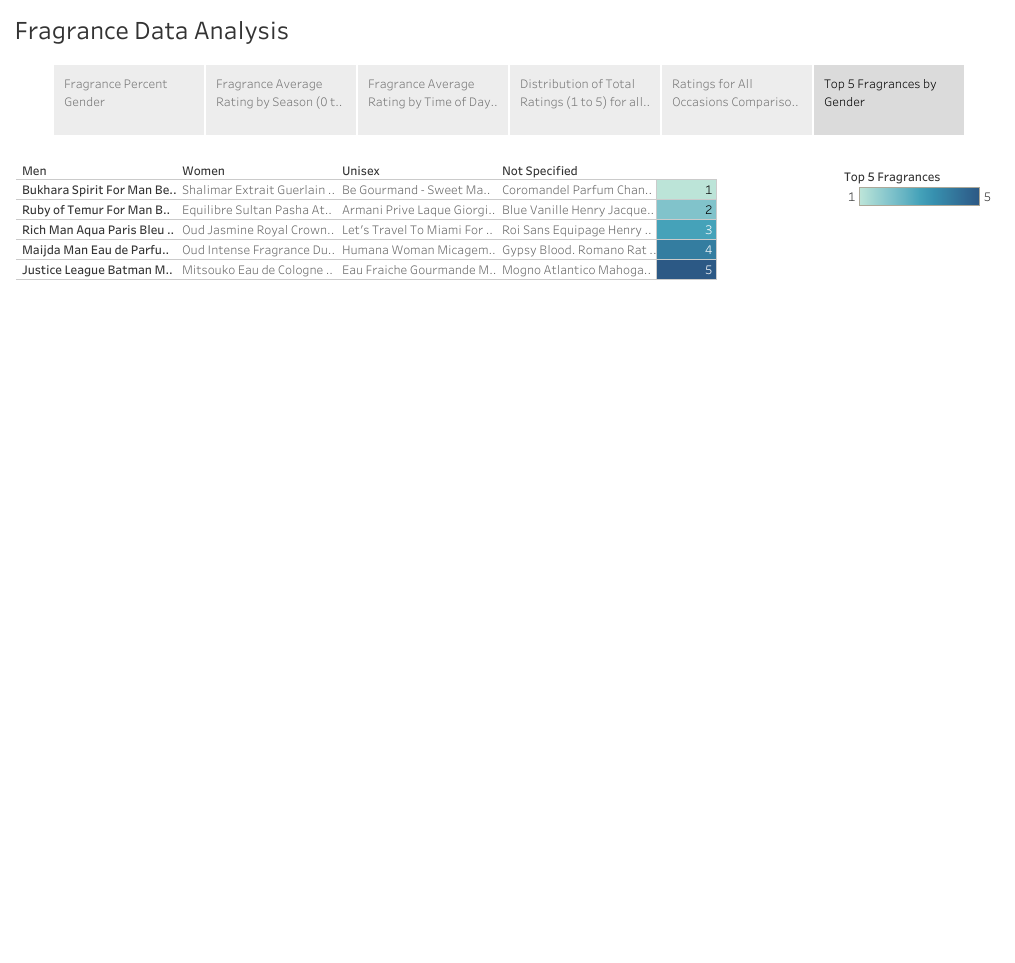 Fragrance Data Analysis
Fragrance Percent
Gender
Fragrance Average
Rating by Season (0 t..
Fragrance Average
Rating by Time of Day..
Distribution of Total
Ratings (1 to 5) for all..
Ratings for All
Occasions Compariso..
Top 5 Fragrances by
Gender
Men Women Unisex Not Specified
Bukhara Spirit For Man Be.. Shalimar Extrait Guerlain .. Be Gourmand - Sweet Ma.. Coromandel Parfum Chan.. 1
Ruby of Temur For Man B.. Equilibre Sultan Pasha At.. Armani Prive Laque Giorgi.. Blue Vanille Henry Jacque.. 2
Rich Man Aqua Paris Bleu .. Oud Jasmine Royal Crown.. Let's Travel To Miami For .. Roi Sans Equipage Henry .. 3
Maijda Man Eau de Parfu.. Oud Intense Fragrance Du.. Humana Woman Micagem.. Gypsy Blood. Romano Rat .. 4
Justice League Batman M.. Mitsouko Eau de Cologne .. Eau Fraiche Gourmande M.. Mogno Atlantico Mahoga.. 5
Top 5 Fragrances
1 5